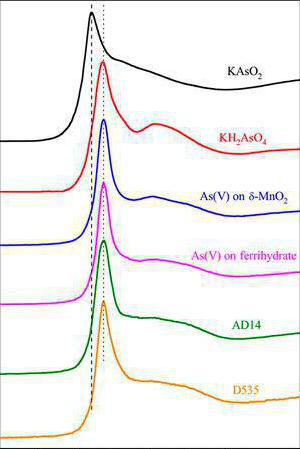 KAsO₂
KH₂AsO₄
As(V) on δ-MnO₂
As(V) on ferrihydrate
AD14
D535